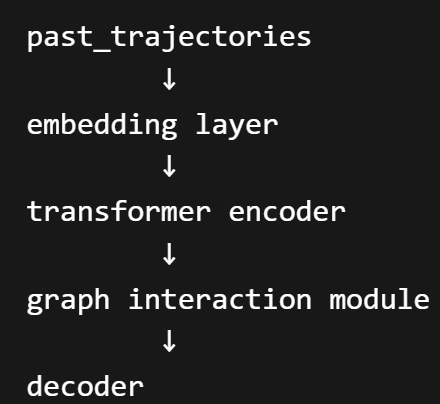 past_trajectories
↓
embedding layer
↓
transformer encoder
↓
graph interaction module
↓
decoder